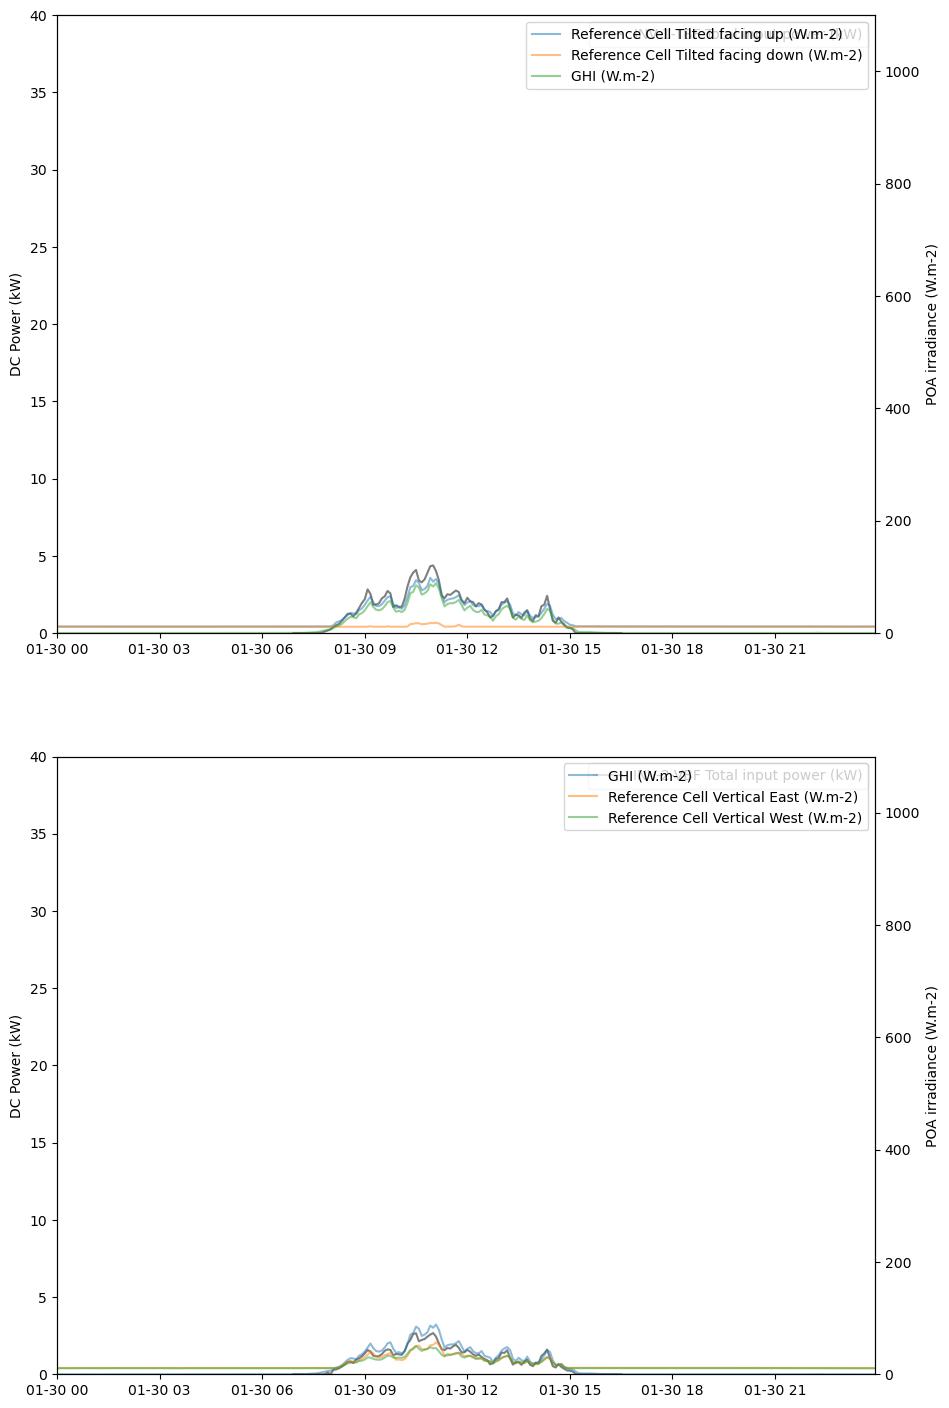 40
35
30
25
20
15
10
5
0
DC Power (kW)
Reference Cell Tilted facing up (W.m-2)
Reference Cell Tilted facing down (W.m-2)
GHI (W.m-2)
1000
800
600
400
200
0
POA irradiance (W.m-2)
01-30 00 01-30 03 01-30 06 01-30 09 01-30 12 01-30 15 01-30 18 01-30 21
40
35
30
25
20
15
10
5
0
DC Power (kW)
GHI (W.m-2)
Total input power (kW)
Reference Cell Vertical East (W.m-2)
Reference Cell Vertical West (W.m-2)
1000
800
600
400
200
0
POA irradiance (W.m-2)
01-30 00 01-30 03 01-30 06 01-30 09 01-30 12 01-30 15 01-30 18 01-30 21